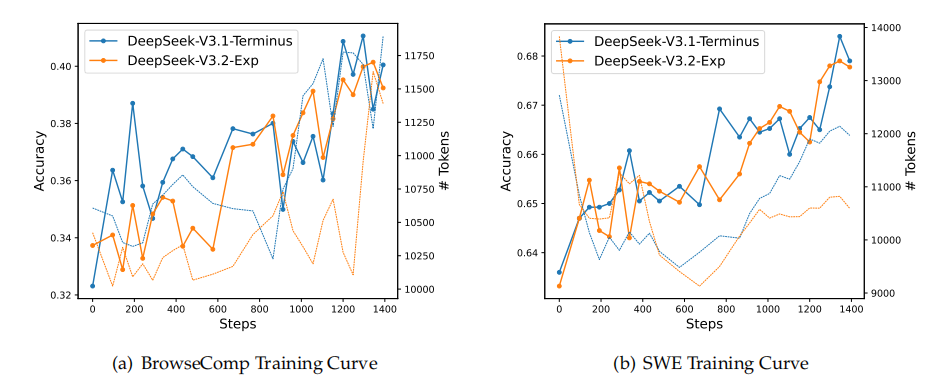 DeepSeek-V3.1-Terminus
DeepSeek-V3.2-Exp
Accuracy
0.40
0.38
0.36
0.34
0.32
11750
11500
11250
11000
10750
10500
10250
10000
# Tokens
0 200 400 600 800 1000 1200 1400
Steps
(a) BrowseComp Training Curve
DeepSeek-V3.1-Terminus
DeepSeek-V3.2-Exp
Accuracy
0.68
0.67
0.66
0.65
0.64
14000
13000
12000
11000
10000
9000
# Tokens
0 200 400 600 800 1000 1200 1400
Steps
(b) SWE Training Curve